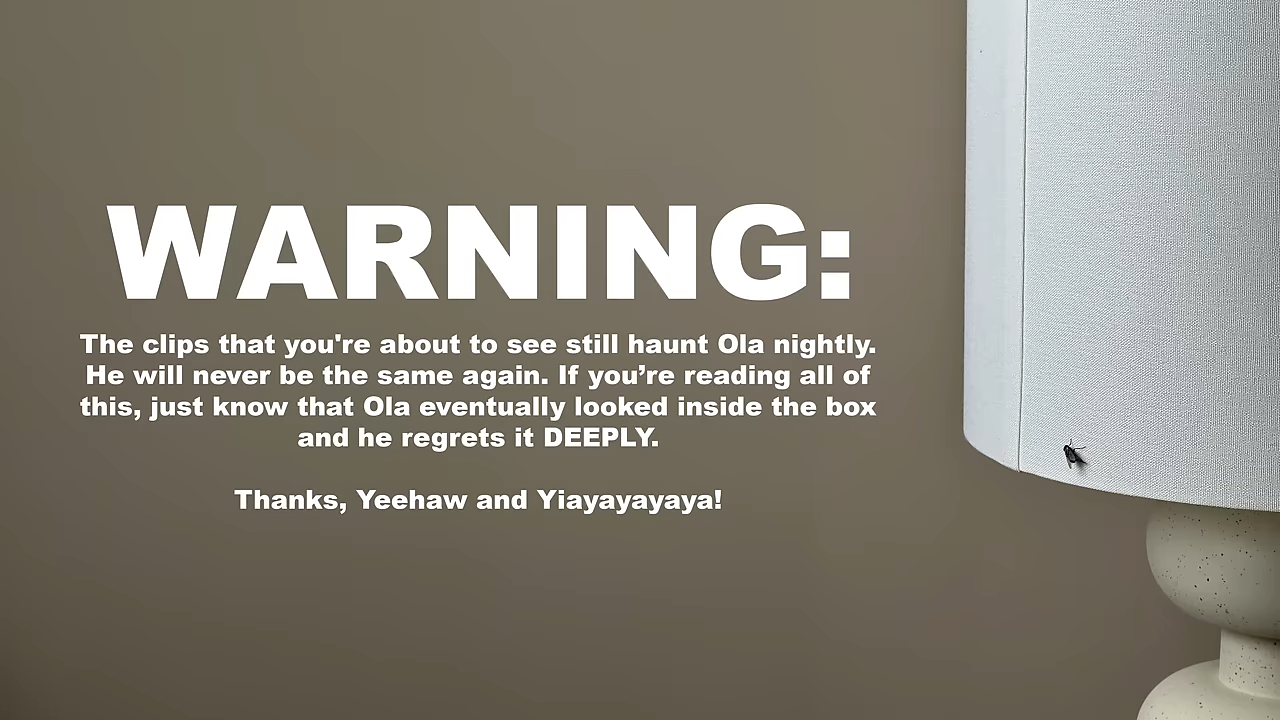 WARNING:
The clips that you're about to see still haunt Ola nightly.
He will never be the same again. If you’re reading all of
this, just know that Ola eventually looked inside the box
and he regrets it DEEPLY.
Thanks, Yeehaw and Yiayayayaya!